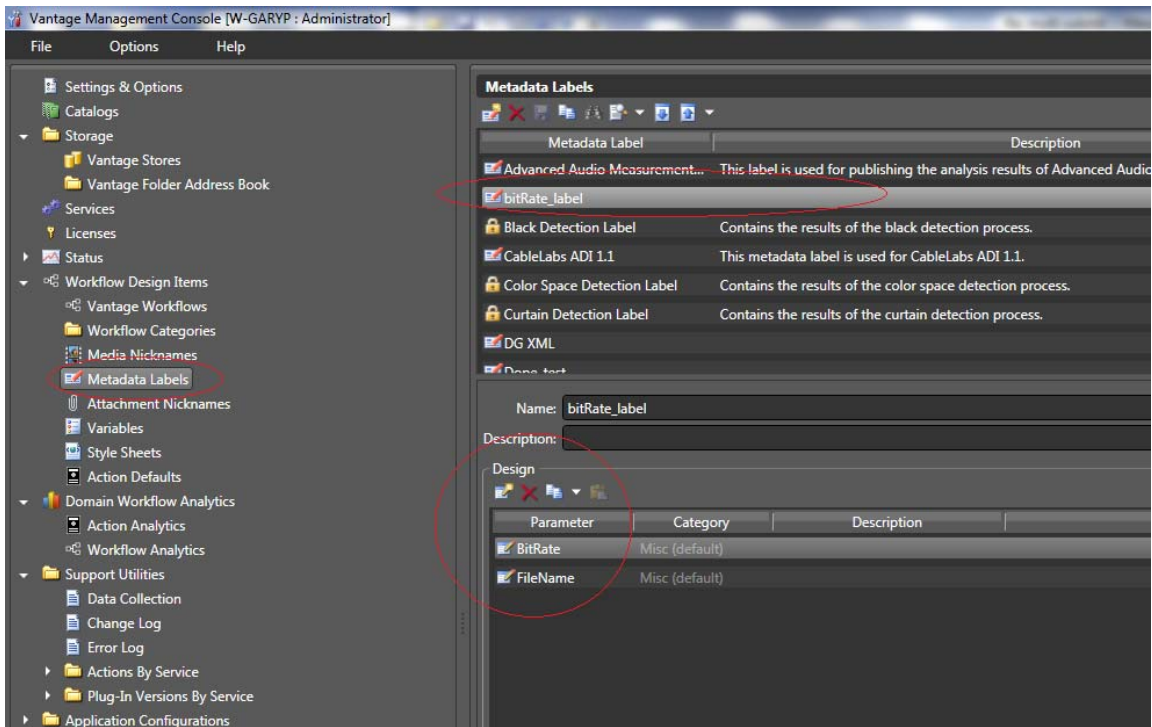 Vantage Management Console [W-GARYP : Administrator]
File Options Help
Settings & Options
Catalogs
Storage
Vantage Stores
Vantage Folder Address Book
Services
Licenses
Status
Workflow Design Items
Vantage Workflows
Workflow Categories
Media Nicknames
Metadata Labels
Attachment Nicknames
Variables
Style Sheets
Action Defaults
Domain Workflow Analytics
Action Analytics
Workflow Analytics
Support Utilities
Data Collection
Change Log
Error Log
Actions By Service
Plug-In Versions By Service
Application Configurations
Metadata Labels
Metadata Label Description
Advanced Audio Measurement... This label is used for publishing the analysis results of Advanced Audio
bitRate_label
Black Detection Label Contains the results of the black detection process.
CableLabs ADI 1.1 This metadata label is used for CableLabs ADI 1.1.
Color Space Detection Label Contains the results of the color space detection process.
Curtain Detection Label Contains the results of the curtain detection process.
DG XML
Name: bitRate_label
Description:
Design
Parameter Category Description
BitRate Misc (default)
FileName Misc (default)